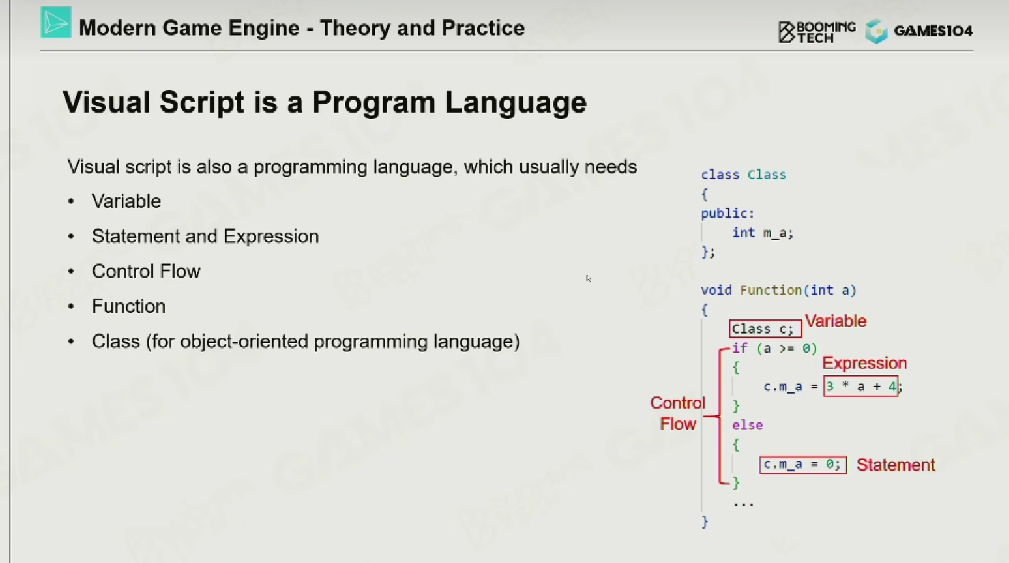 Modern Game Engine - Theory and Practice
BOOMING
TECH
GAMES104
Visual Script is a Program Language
Visual script is also a programming language, which usually needs
• Variable
• Statement and Expression
• Control Flow
• Function
• Class (for object-oriented programming language)
class Class
{
public:
int m_a;
};
void Function(int a)
{
Class c; Variable
if (a >= 0)
{
Expression
c.m_a = 3 * a + 4;
}
Control
Flow
else
{
c.m_a = 0; Statement
}
...
}